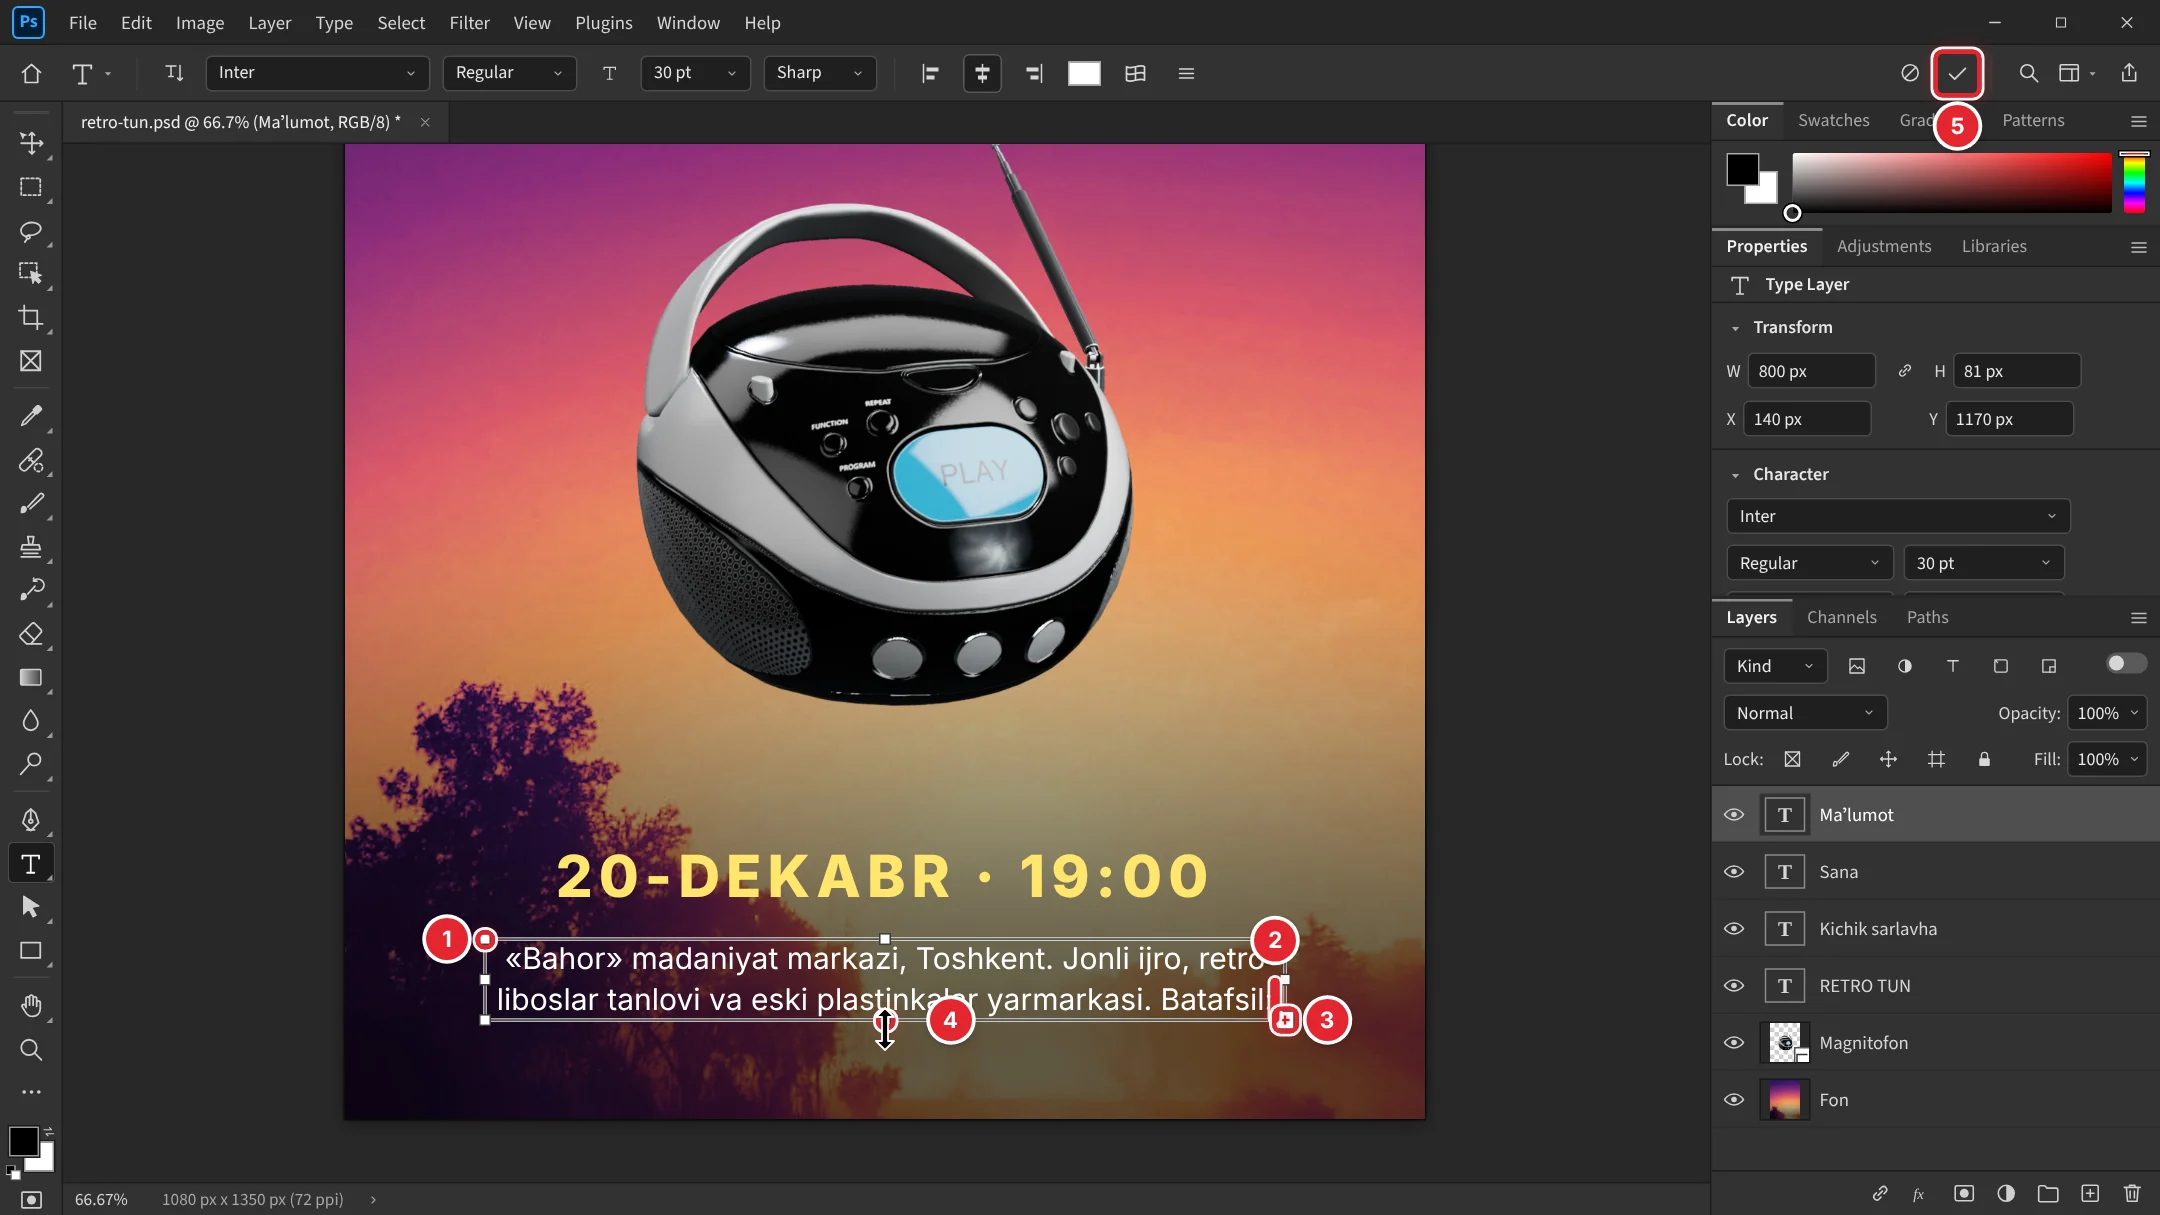 Ps File Edit Image Layer Type Select Filter View Plugins Window Help
Inter Regular 30 pt Sharp
5
retro-tun.psd @ 66.7% (Maʼlumot, RGB/8) *
Color Swatches Grad Patterns
Properties Adjustments Libraries
Type Layer
Transform
W 800 px H 81 px
X 140 px Y 1170 px
Character
Inter
Regular 30 pt
Layers Channels Paths
Kind
Normal Opacity: 100%
Lock: Fill: 100%
Maʼlumot
Sana
Kichik sarlavha
RETRO TUN
Magnitofon
Fon
REPEAT
FUNCTION
PROGRAM
PLAY
20-DEKABR · 19:00
1 2
«Bahor» madaniyat markazi, Toshkent. Jonli ijro, retro
liboslar tanlovi va eski plastinkalar yarmarkasi. Batafsil:
4 3
66.67% 1080 px x 1350 px (72 ppi)
fx